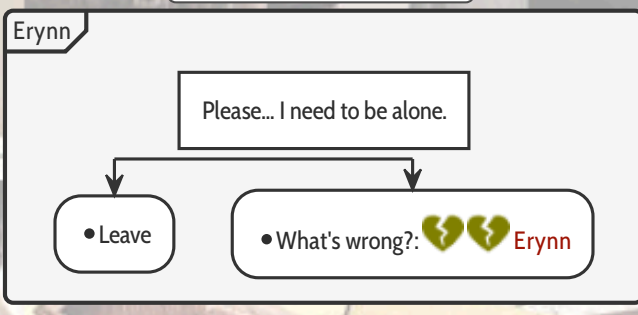 Erynn
Please... I need to be alone.
•Leave
•What's wrong?: Erynn